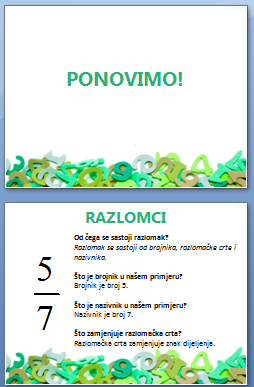 PONOVIMO!
RAZLOMCI
Od čega se sastoji razlomak?
Razlomak se sastoji od brojnika, razlomačke crte i
nazivnika.
5
7
Što je brojnik u našem primjeru?
Brojnik je broj 5.
Što je nazivnik u našem primjeru?
Nazivnik je broj 7.
Što zamjenjuje razlomačka crta?
Razlomačka crta zamjenjuje znak dijeljenja.